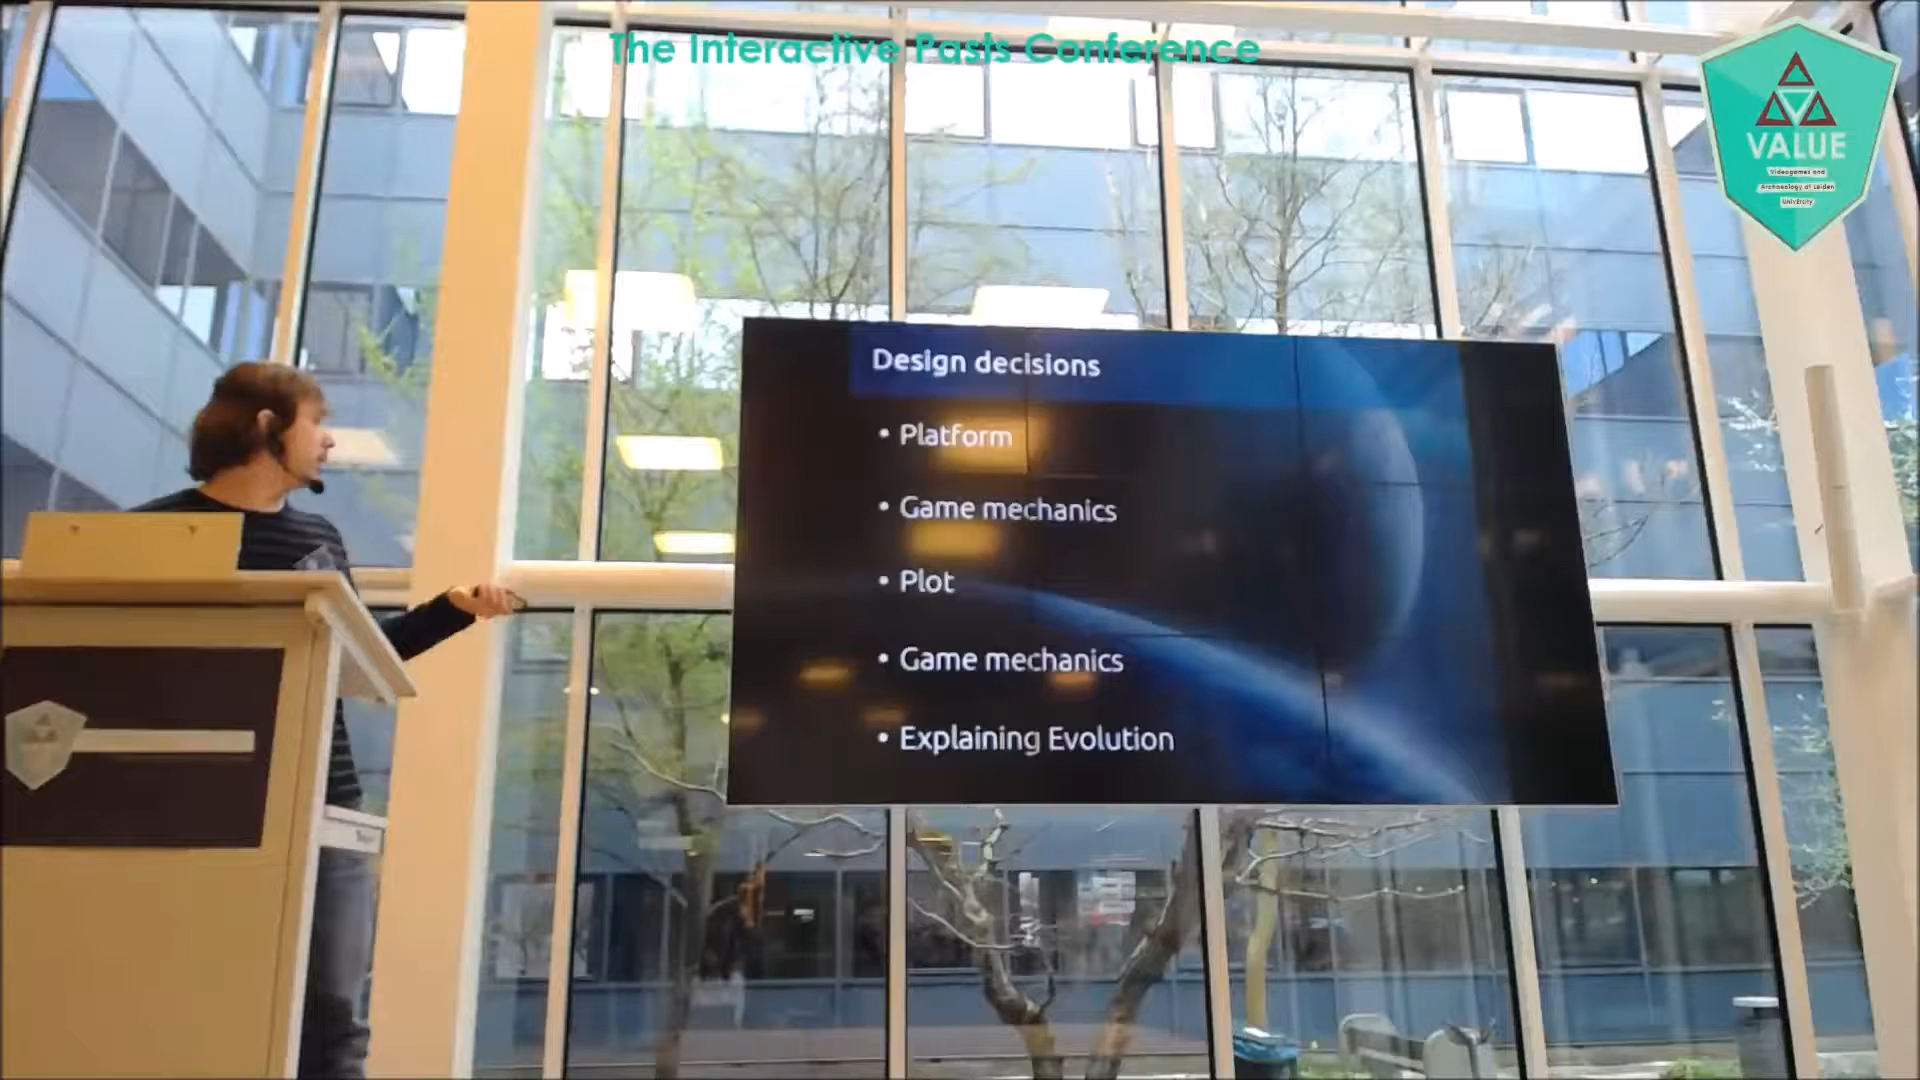 The Interactive Pasts Conference
VALUE
Videogames and
Archaeology at Leiden
University
Design decisions
• Platform
• Game mechanics
• Plot
• Game mechanics
• Explaining Evolution